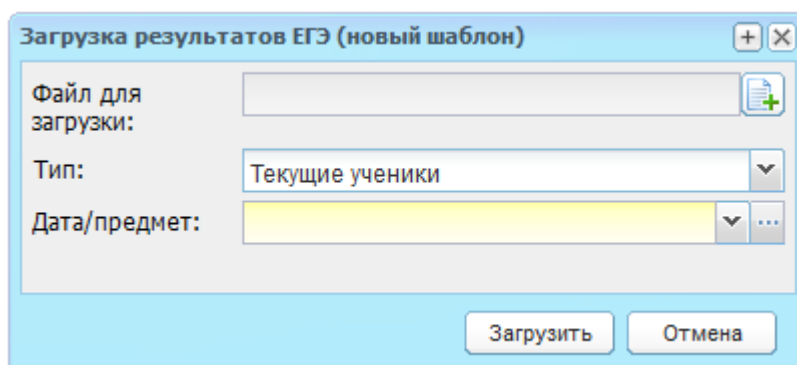 Загрузка результатов ЕГЭ (новый шаблон)
Файл для
загрузки:
Тип:
Текущие ученики
Дата/предмет:
Загрузить
Отмена